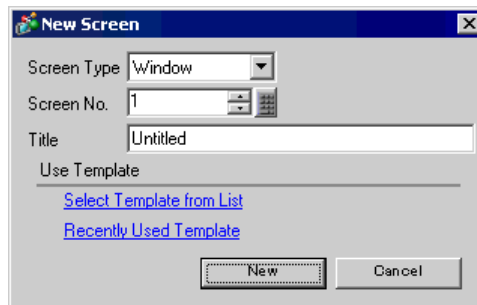 New Screen
Screen Type Window
Screen No. 1
Title Untitled
Use Template
Select Template from List
Recently Used Template
New Cancel